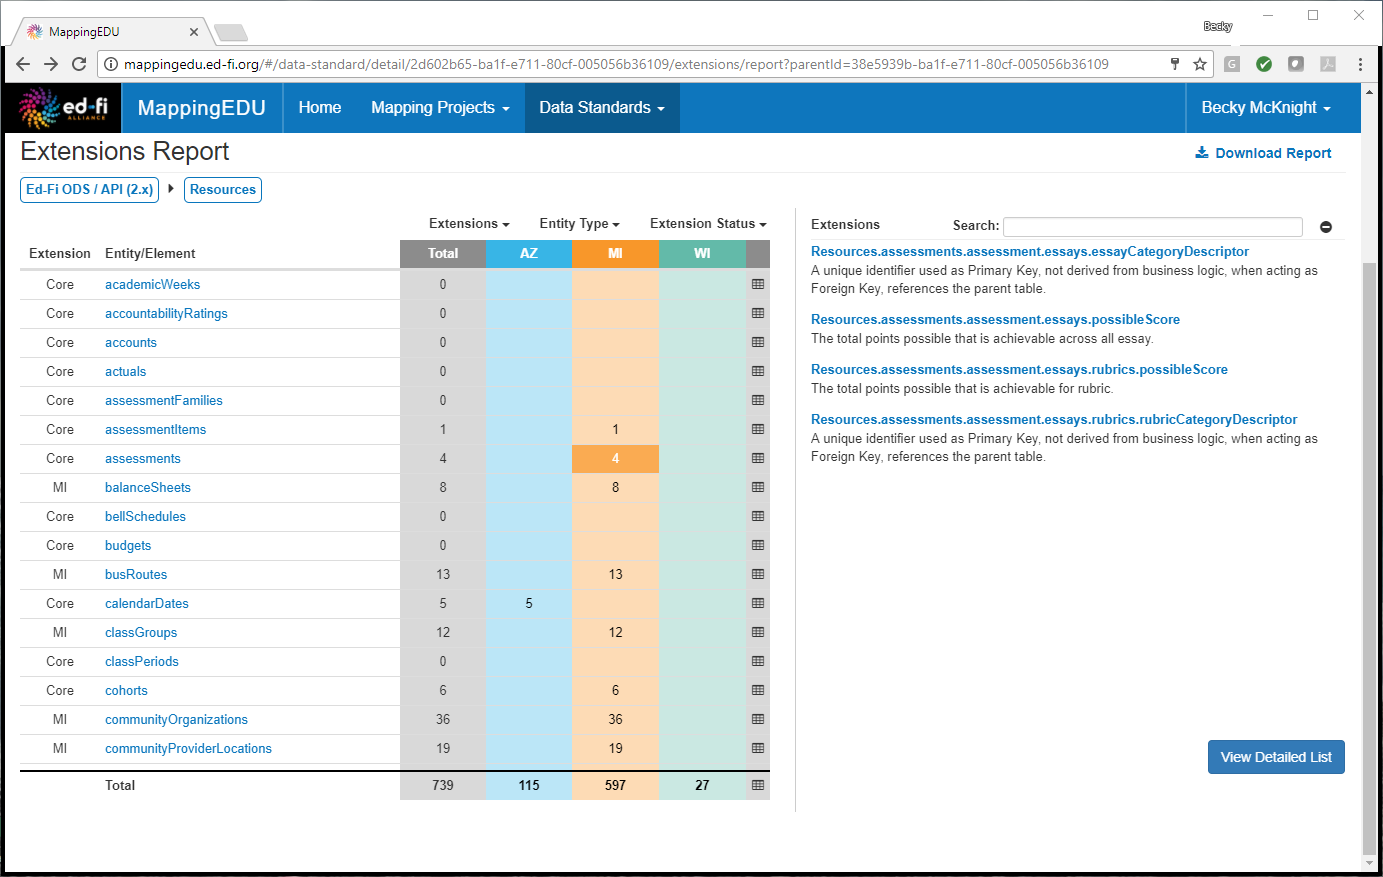 MappingEDU
Becky
mappingedu.ed-fi.org/#/data-standard/detail/2d602b65-ba1f-e711-80cf-005056b36109/extensions/report?parentId=38e5939b-ba1f-e711-80cf-005056b36109
ed-fi
ALLIANCE
MappingEDU
Home
Mapping Projects
Data Standards
Becky McKnight
Extensions Report
Download Report
Ed-Fi ODS / API (2.x)
Resources
Extensions Entity Type Extension Status
Extension Entity/Element Total AZ MI WI
Core academicWeeks 0
Core accountabilityRatings 0
Core accounts 0
Core actuals 0
Core assessmentFamilies 0
Core assessmentItems 1 1
Core assessments 4 4
MI balanceSheets 8 8
Core bellSchedules 0
Core budgets 0
MI busRoutes 13 13
Core calendarDates 5 5
MI classGroups 12 12
Core classPeriods 0
Core cohorts 6 6
MI communityOrganizations 36 36
MI communityProviderLocations 19 19
Total 739 115 597 27
Extensions Search:
Resources.assessments.assessment.essays.essayCategoryDescriptor
A unique identifier used as Primary Key, not derived from business logic, when acting as
Foreign Key, references the parent table.
Resources.assessments.assessment.essays.possibleScore
The total points possible that is achievable across all essay.
Resources.assessments.assessment.essays.rubrics.possibleScore
The total points possible that is achievable for rubric.
Resources.assessments.assessment.essays.rubrics.rubricCategoryDescriptor
A unique identifier used as Primary Key, not derived from business logic, when acting as
Foreign Key, references the parent table.
View Detailed List